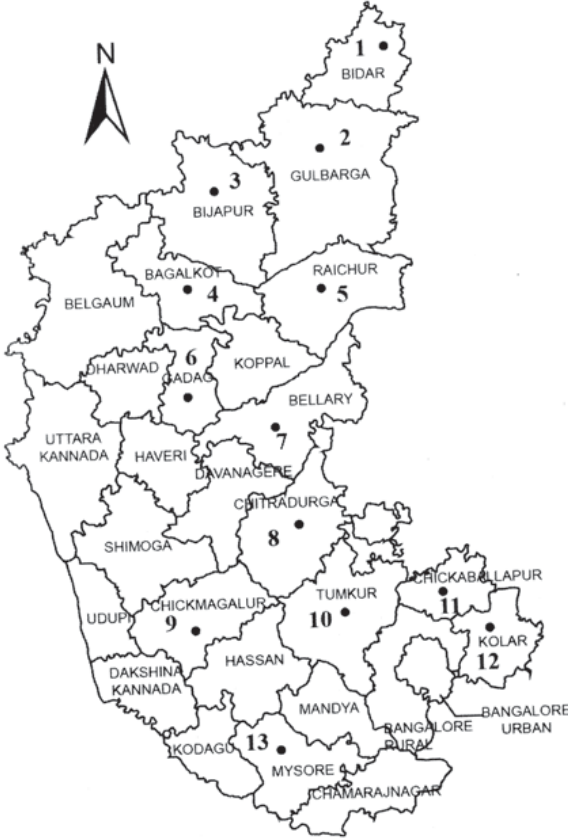 1
BIDAR
N
2
GULBARGA
3
BIJAPUR
BAGALKOT
4
RAICHUR
5
BELGAUM
6
GADAG
DHARWAD
KOPPAL
BELLARY
7
UTTARA
KANNADA
HAVERI
DAVANAGERE
CHITRADURGA
8
SHIMOGA
CHICKABALLAPUR
11
TUMKUR
10
CHICKMAGALUR
9
UDUPI
KOLAR
12
HASSAN
DAKSHINA
KANNADA
MANDYA
BANGALORE
URBAN
BANGALORE
RURAL
KODAGU
13
MYSORE
CHAMARAJNAGAR